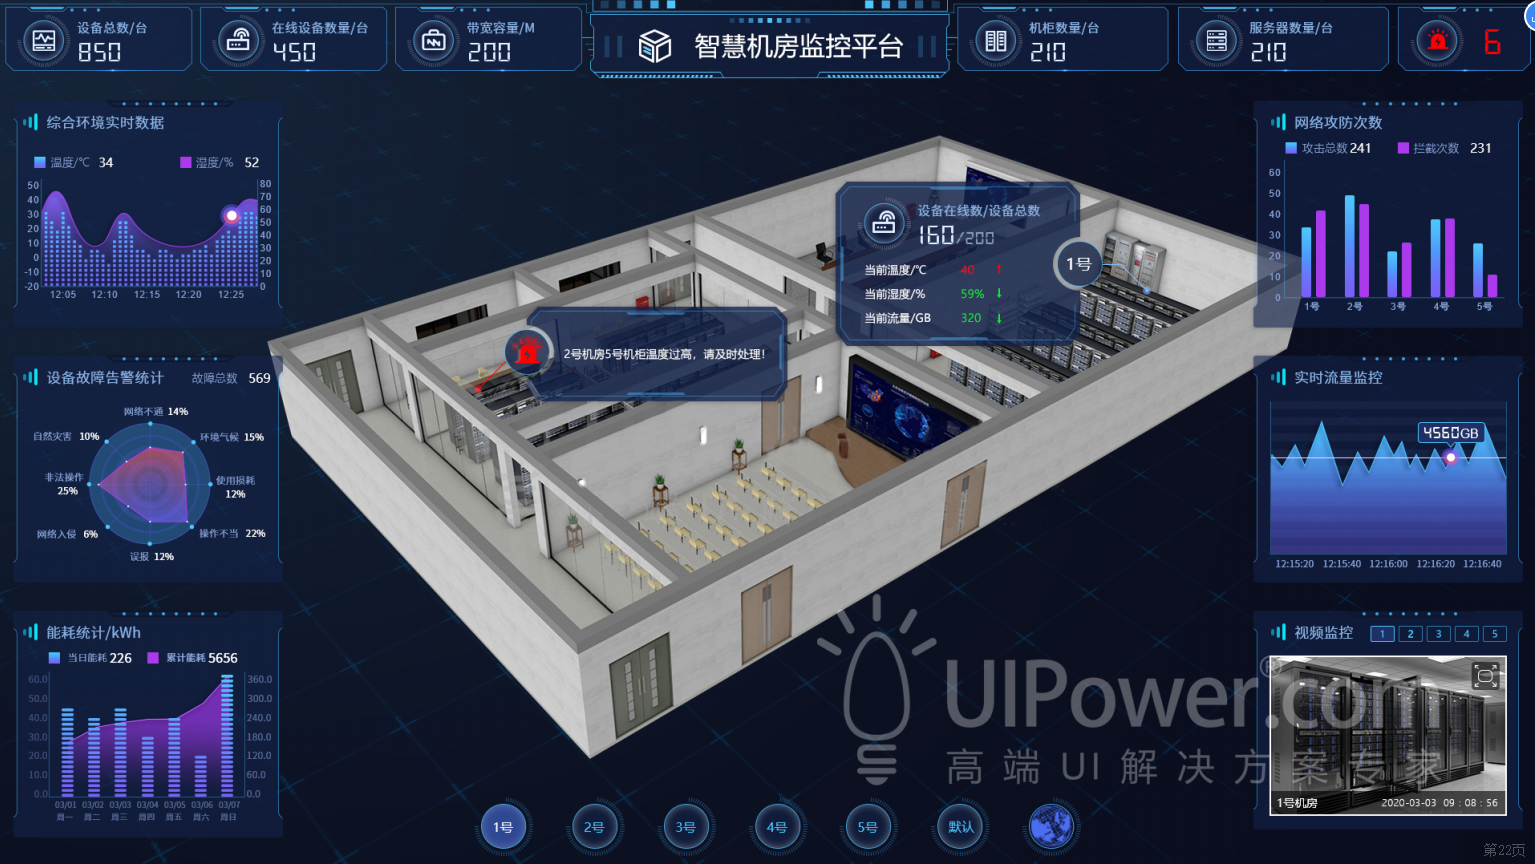 设备总数/台
850
在线设备数量/台
450
带宽容量/M
200
智慧机房监控平台
机柜数量/台
210
服务器数量/台
210
6
综合环境实时数据
温度/℃ 34
湿度/% 52
50
40
30
20
10
0
-10
-20
80
70
60
50
40
30
20
10
0
12:05 12:10 12:15 12:20 12:25
设备故障告警统计
故障总数 569
网络不通 14%
环境气候 15%
使用损耗
12%
操作不当 22%
误报 12%
网络入侵 6%
非法操作
25%
自然灾害 10%
能耗统计/kWh
当日能耗 226
累计能耗 5656
60.0
50.0
40.0
30.0
20.0
10.0
0.0
360.0
300.0
240.0
180.0
120.0
60.0
0.0
03/01 03/02 03/03 03/04 03/05 03/06 03/07
周一 周二 周三 周四 周五 周六 周日
设备在线数/设备总数
160/200
当前温度/℃ 40 ↑
当前湿度/% 59% ↓
当前流量/GB 320 ↓
1号
2号机房5号机柜温度过高，请及时处理！
网络攻防次数
攻击总数 241
拦截次数 231
60
50
40
30
20
10
0
1号 2号 3号 4号 5号
实时流量监控
4560GB
12:15:20 12:15:40 12:16:00 12:16:20 12:16:40
视频监控
1 2 3 4 5
1号机房
2020-03-03 09 : 08 : 56
UIPower.com
®
高端UI解决方案专家
1号 2号 3号 4号 5号 默认
第22页